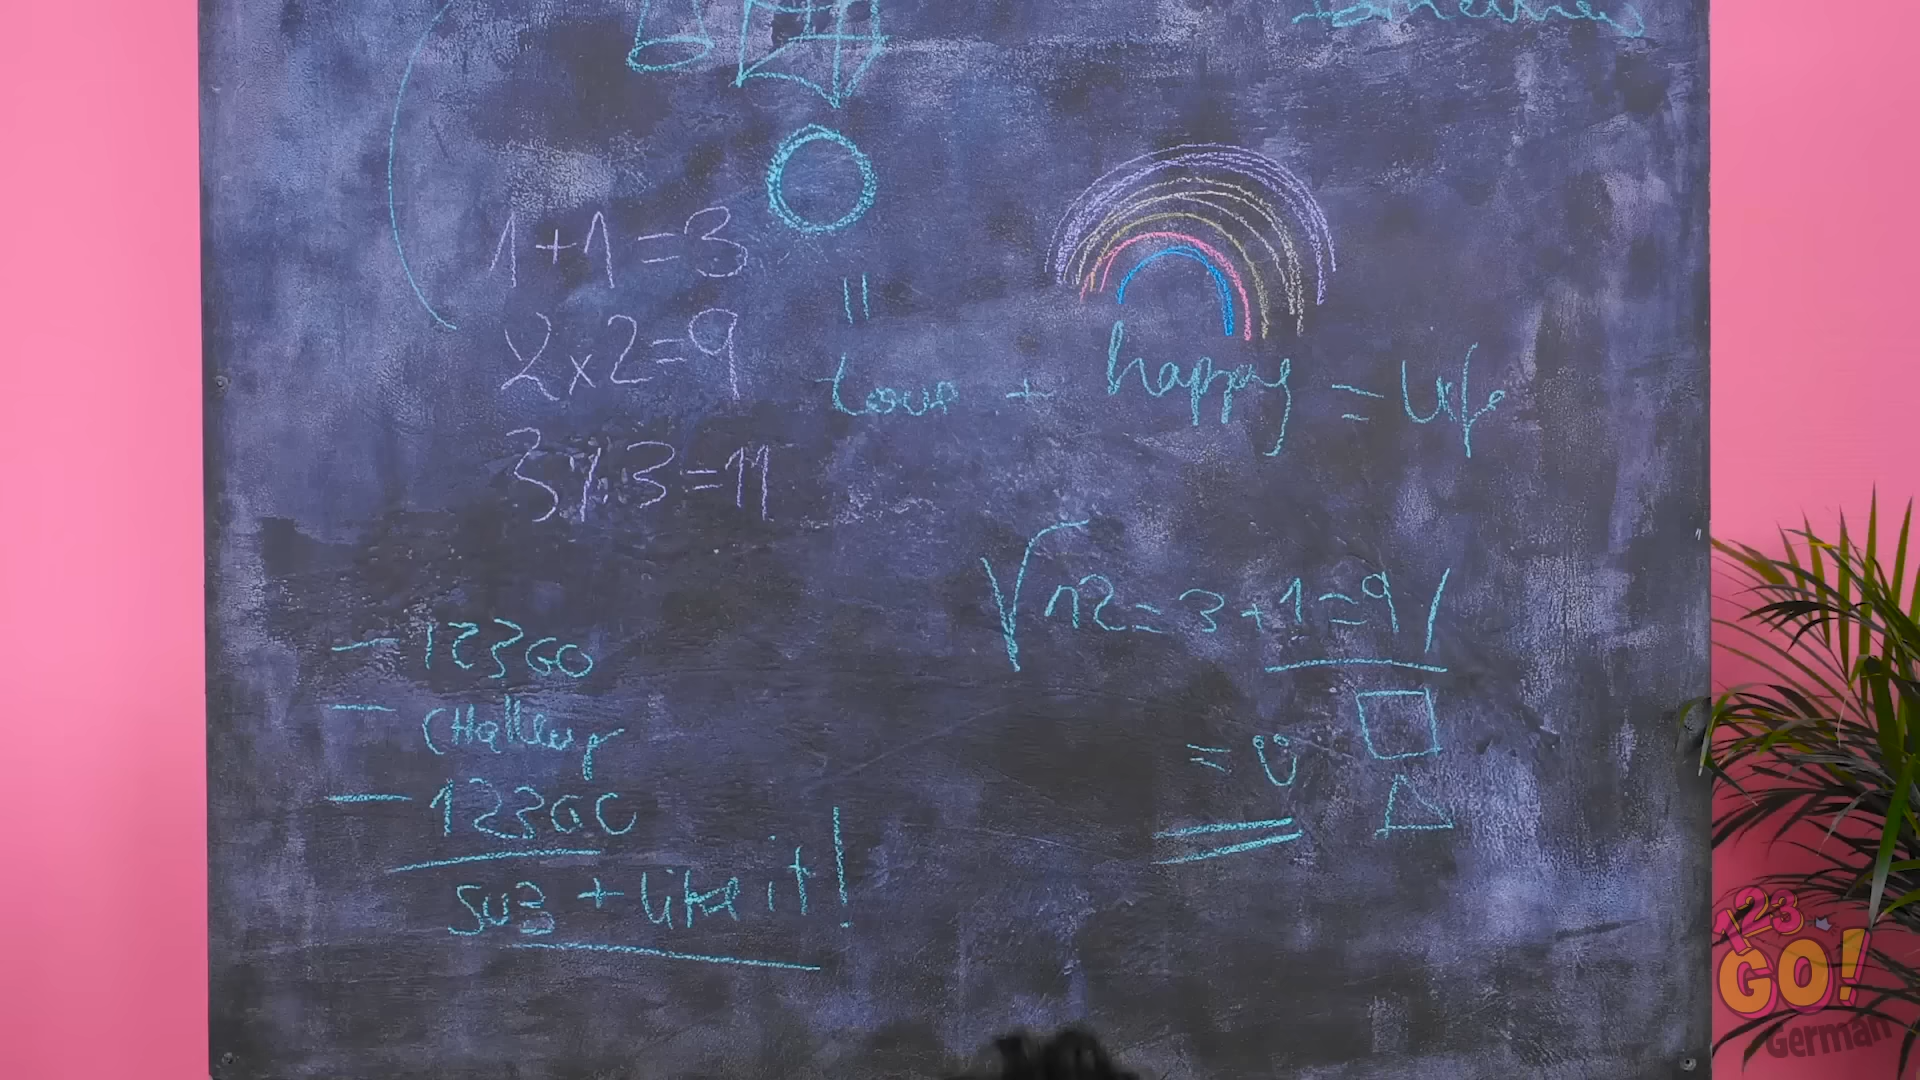 1+1=3
2x2=9
3%3=11
Love + happy = Life
√12=3+1=9/
=
- 123GO
- CHalleng
- 123GO
SUB + Like it!
123
GO!
German